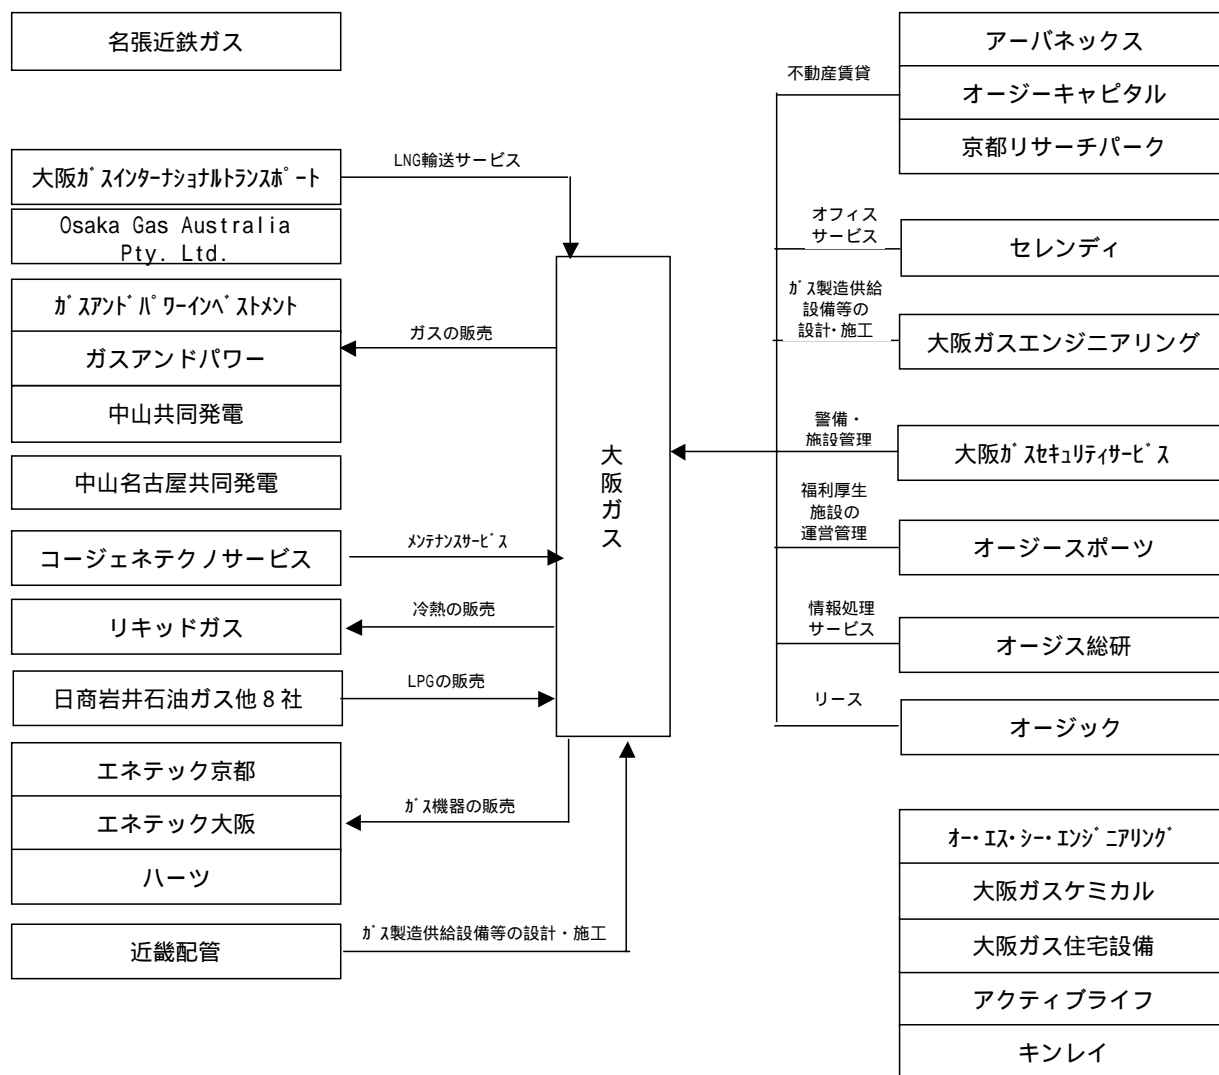 名張近鉄ガス
大阪ガスインターナショナルトランスポート
Osaka Gas Australia
Pty. Ltd.
ガスアンドパワーインベストメント
ガスアンドパワー
中山共同発電
中山名古屋共同発電
コージェネテクノサービス
リキッドガス
日商岩井石油ガス他８社
エネテック京都
エネテック大阪
ハーツ
近畿配管
LNG輸送サービス
ガスの販売
メンテナンスサービス
冷熱の販売
LPGの販売
ガス機器の販売
ガス製造供給設備等の設計・施工
大阪ガス
不動産賃貸
オフィス
サービス
ガス製造供給
設備等の
設計・施工
警備・
施設管理
福利厚生
施設の
運営管理
情報処理
サービス
リース
アーバネックス
オージーキャピタル
京都リサーチパーク
セレンディ
大阪ガスエンジニアリング
大阪ガスセキュリティサービス
オージースポーツ
オージス総研
オージック
オー・エス・シー・エンジニアリング
大阪ガスケミカル
大阪ガス住宅設備
アクティブライフ
キンレイ